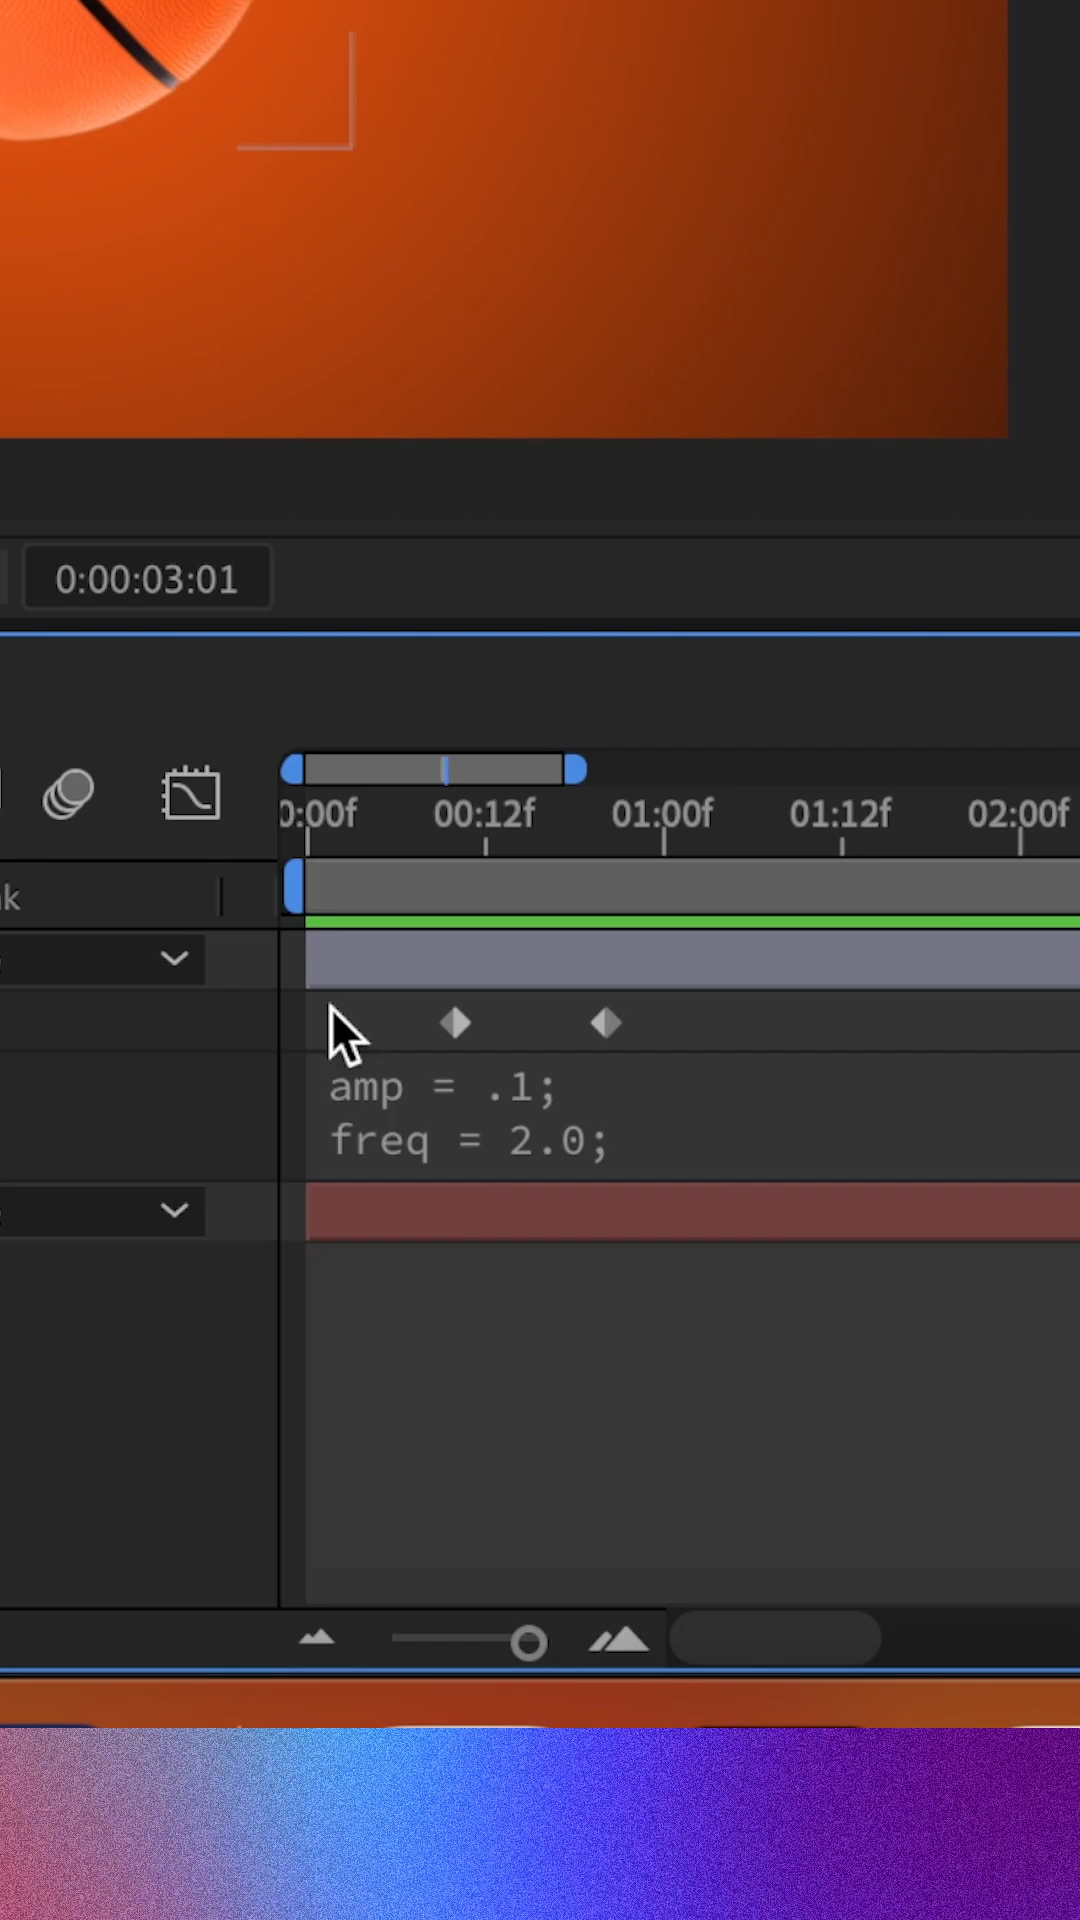 0:00:03:01
0:00f 00:12f 01:00f 01:12f 02:00f
amp = .1;
freq = 2.0;